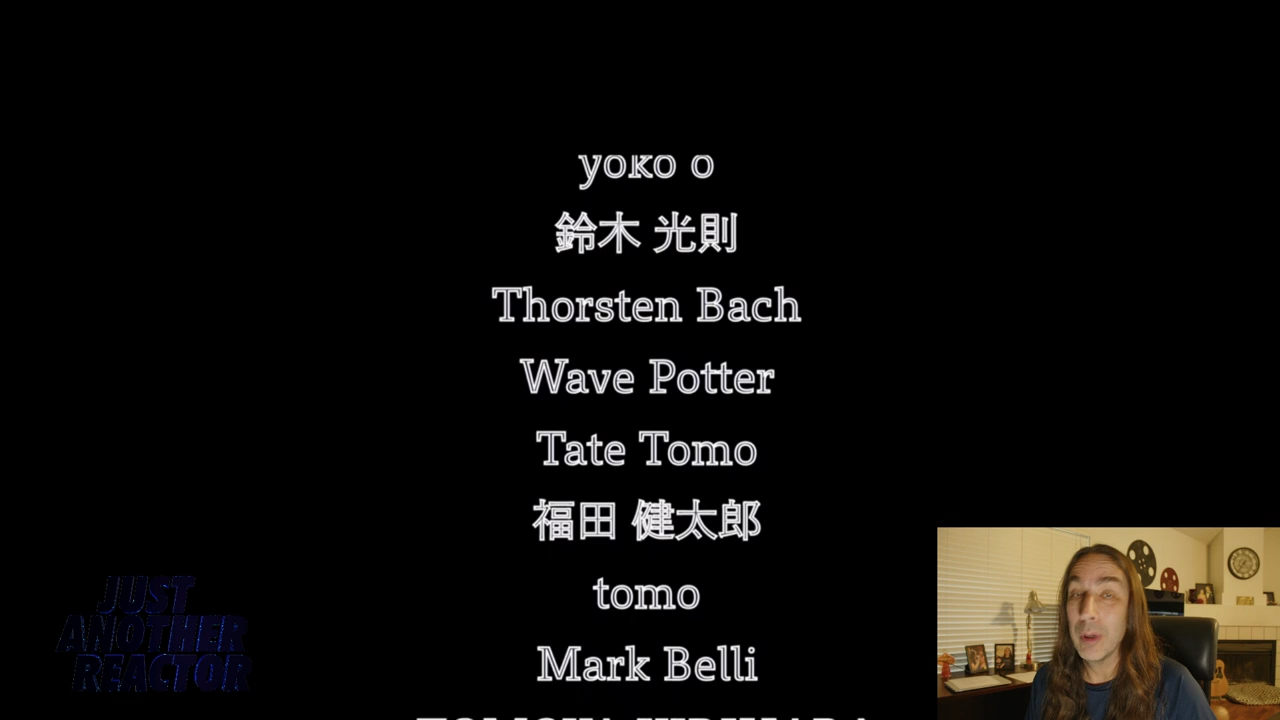 yoko o
鈴木 光則
Thorsten Bach
Wave Potter
Tate Tomo
福田 健太郎
tomo
Mark Belli
JUST
ANOTHER
REACTOR